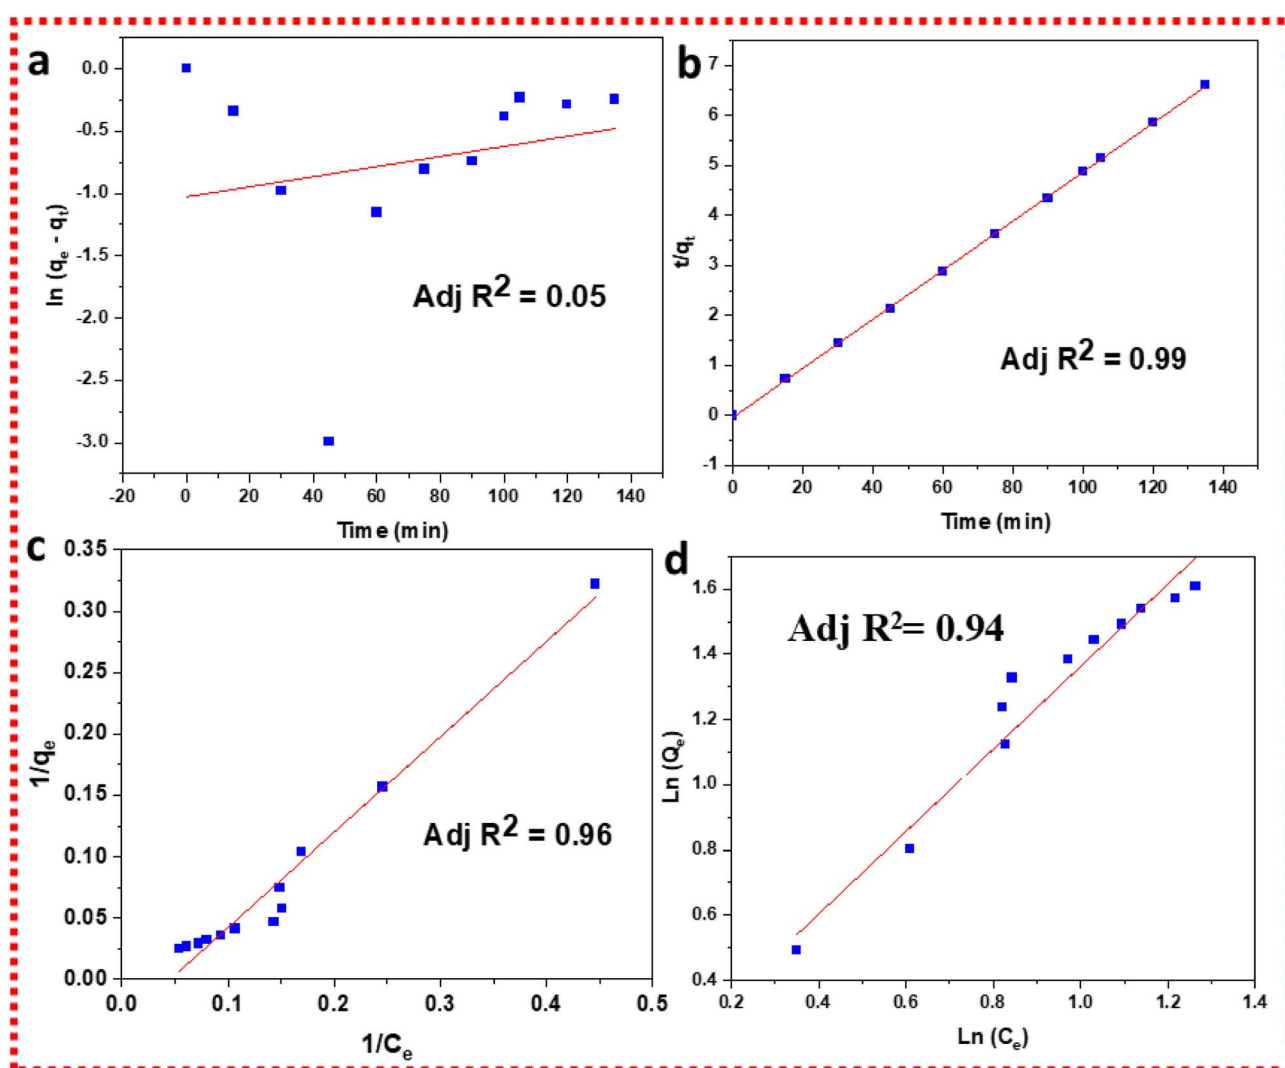 a
0.0
-0.5
-1.0
-1.5
-2.0
-2.5
-3.0
ln (qe - qt)
Adj R2 = 0.05
-20 0 20 40 60 80 100 120 140
Time (min)
b
7
6
5
4
3
2
1
0
-1
t/qt
Adj R2 = 0.99
0 20 40 60 80 100 120 140
Time (min)
c
0.35
0.30
0.25
0.20
0.15
0.10
0.05
0.00
1/qe
Adj R2 = 0.96
0.0 0.1 0.2 0.3 0.4 0.5
1/Ce
d
1.6
1.4
1.2
1.0
0.8
0.6
0.4
Ln (Qe)
Adj R2= 0.94
0.2 0.4 0.6 0.8 1.0 1.2 1.4
Ln (Ce)